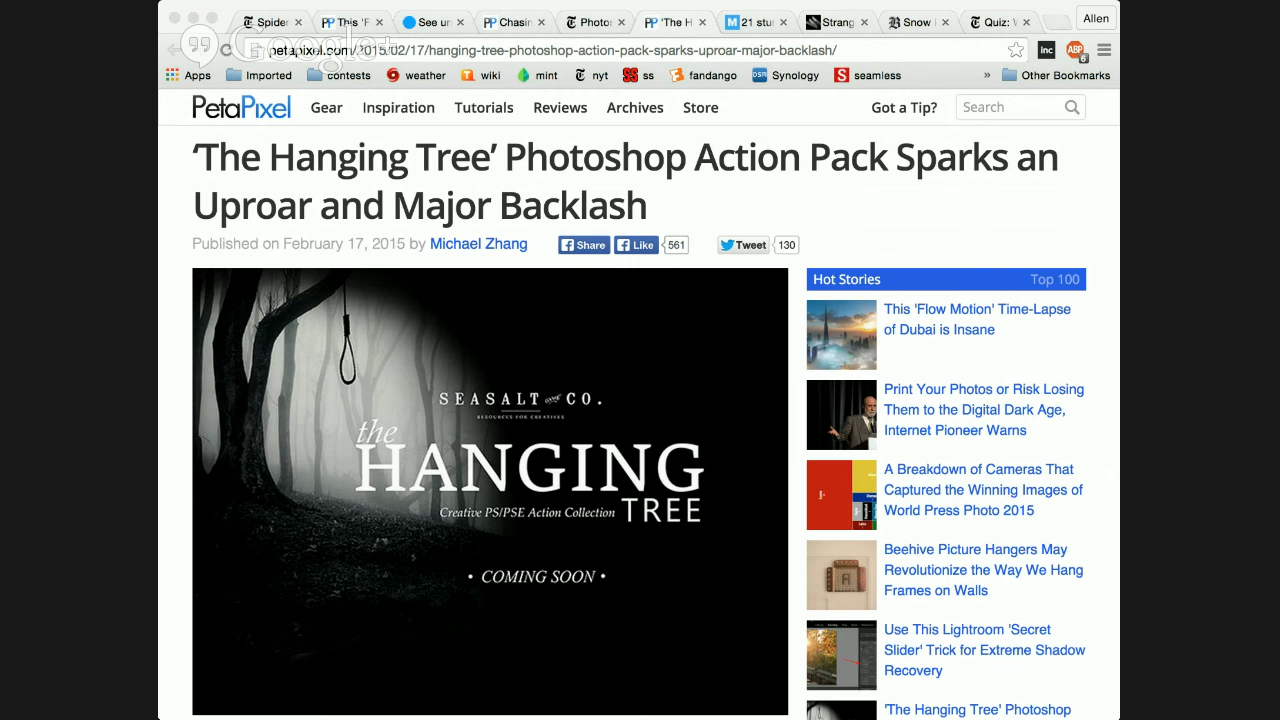 Spider
This 'F
See un
Chasin
Photo:
'The H
21 stu
Strang
Snow
Quiz: V
Allen
Google+
petapixel.com/2015/02/17/hanging-tree-photoshop-action-pack-sparks-uproar-major-backlash/
Inc
ABP
6
Apps Imported contests weather wiki mint nyt ss fandango Synology seamless » Other Bookmarks
PetaPixel Gear Inspiration Tutorials Reviews Archives Store Got a Tip? Search
‘The Hanging Tree’ Photoshop Action Pack Sparks an
Uproar and Major Backlash
Published on February 17, 2015 by Michael Zhang Share Like 561 Tweet 130
SEASALT CO.
RESOURCES FOR CREATIVES
the
HANGING
Creative PS/PSE Action Collection TREE
• COMING SOON •
Hot Stories Top 100
This 'Flow Motion' Time-Lapse
of Dubai is Insane
Print Your Photos or Risk Losing
Them to the Digital Dark Age,
Internet Pioneer Warns
A Breakdown of Cameras That
Captured the Winning Images of
World Press Photo 2015
Beehive Picture Hangers May
Revolutionize the Way We Hang
Frames on Walls
Use This Lightroom 'Secret
Slider' Trick for Extreme Shadow
Recovery
'The Hanging Tree' Photoshop